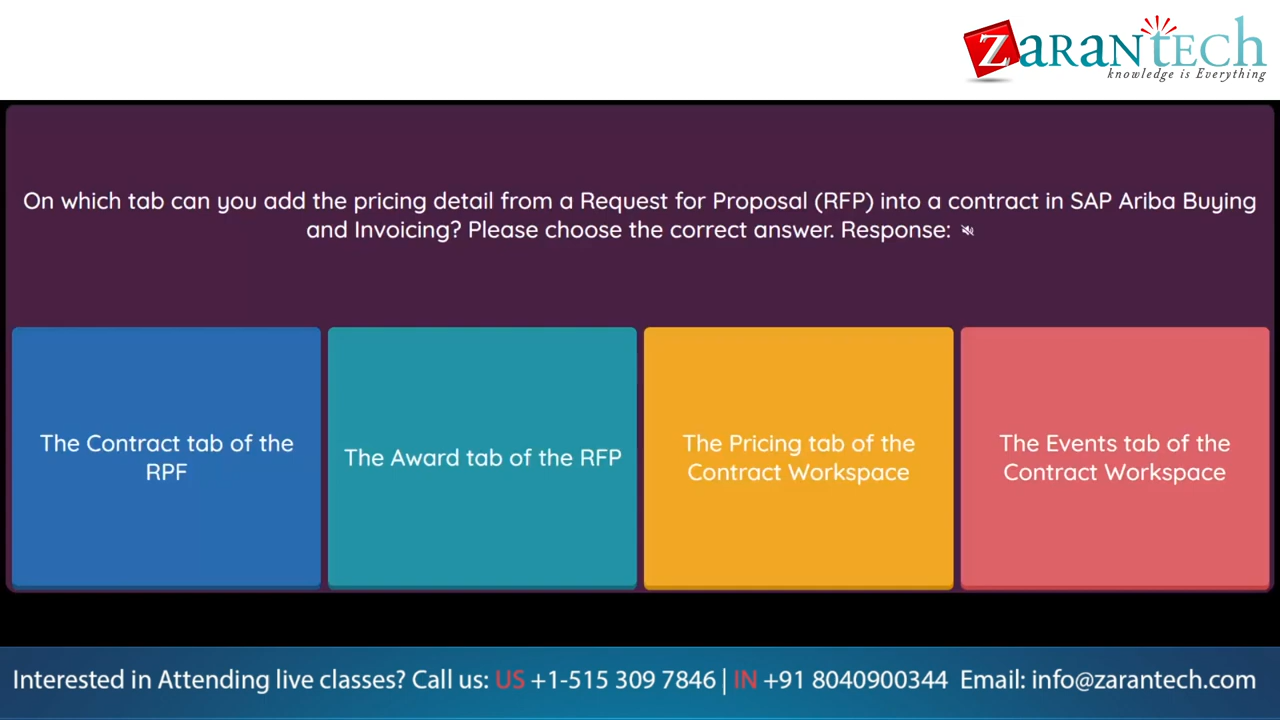 ZaranTech
knowledge is Everything
On which tab can you add the pricing detail from a Request for Proposal (RFP) into a contract in SAP Ariba Buying
and Invoicing? Please choose the correct answer. Response:
The Contract tab of the
RPF
The Award tab of the RFP
The Pricing tab of the
Contract Workspace
The Events tab of the
Contract Workspace
Interested in Attending live classes? Call us: US +1-515 309 7846 | IN +91 8040900344 Email: info@zarantech.com